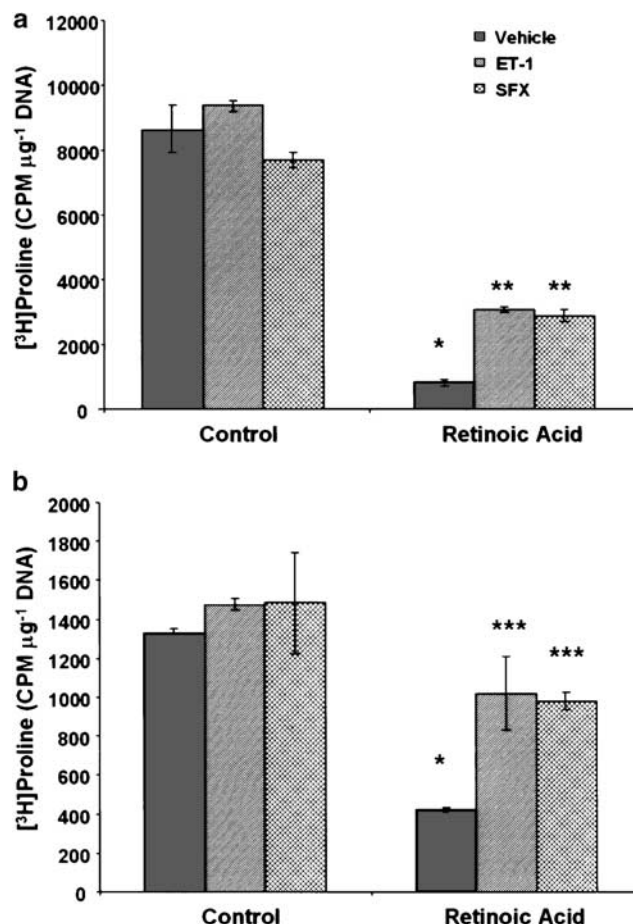 a
12000
10000
8000
6000
4000
2000
0
[³H]Proline (CPM µg⁻¹ DNA)
Vehicle
ET-1
SFX
*
**
**
Control
Retinoic Acid
b
2000
1800
1600
1400
1200
1000
800
600
400
200
0
[³H]Proline (CPM µg⁻¹ DNA)
*
***
***
Control
Retinoic Acid